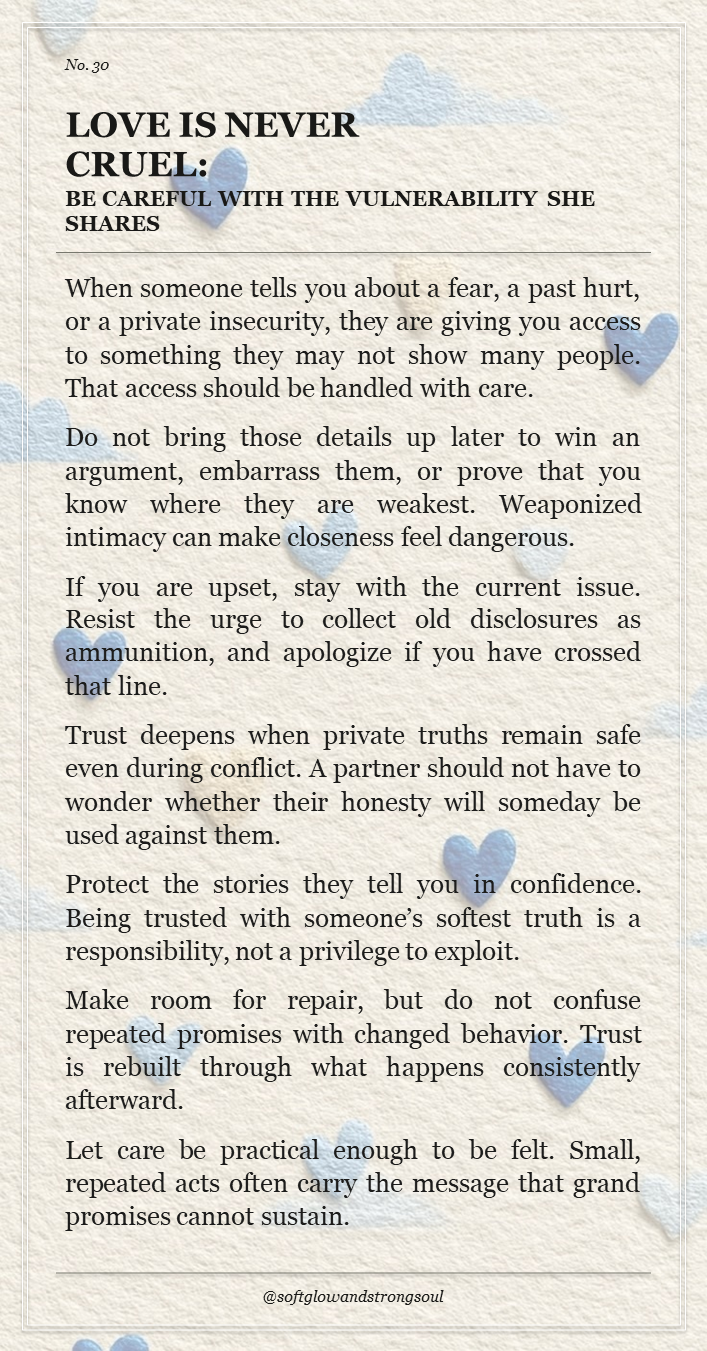 No. 30
LOVE IS NEVER
CRUEL:
BE CAREFUL WITH THE VULNERABILITY SHE
SHARES
When someone tells you about a fear, a past hurt,
or a private insecurity, they are giving you access
to something they may not show many people.
That access should be handled with care.
Do not bring those details up later to win an
argument, embarrass them, or prove that you
know where they are weakest. Weaponized
intimacy can make closeness feel dangerous.
If you are upset, stay with the current issue.
Resist the urge to collect old disclosures as
ammunition, and apologize if you have crossed
that line.
Trust deepens when private truths remain safe
even during conflict. A partner should not have to
wonder whether their honesty will someday be
used against them.
Protect the stories they tell you in confidence.
Being trusted with someone’s softest truth is a
responsibility, not a privilege to exploit.
Make room for repair, but do not confuse
repeated promises with changed behavior. Trust
is rebuilt through what happens consistently
afterward.
Let care be practical enough to be felt. Small,
repeated acts often carry the message that grand
promises cannot sustain.
@softglowandstrongsoul